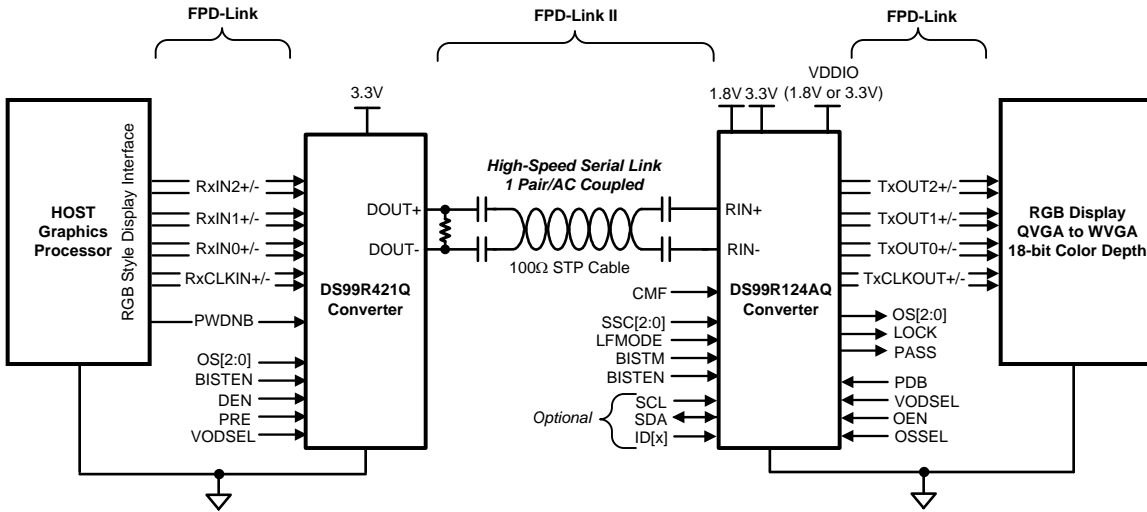 FPD-Link
FPD-Link II
FPD-Link
HOST
Graphics
Processor
RGB Style Display Interface
RxIN2+/-
RxIN1+/-
RxIN0+/-
RxCLKIN+/-
PWDNB
OS[2:0]
BISTEN
DEN
PRE
VODSEL
3.3V
DOUT+
DOUT-
DS99R421Q
Converter
High-Speed Serial Link
1 Pair/AC Coupled
100Ω STP Cable
CMF
SSC[2:0]
LFMODE
BISTM
BISTEN
Optional
SCL
SDA
ID[x]
1.8V
3.3V
VDDIO
(1.8V or 3.3V)
RIN+
RIN-
DS99R124AQ
Converter
TxOUT2+/-
TxOUT1+/-
TxOUT0+/-
TxCLKOUT+/-
OS[2:0]
LOCK
PASS
PDB
VODSEL
OEN
OSSEL
RGB Display
QVGA to WVGA
18-bit Color Depth